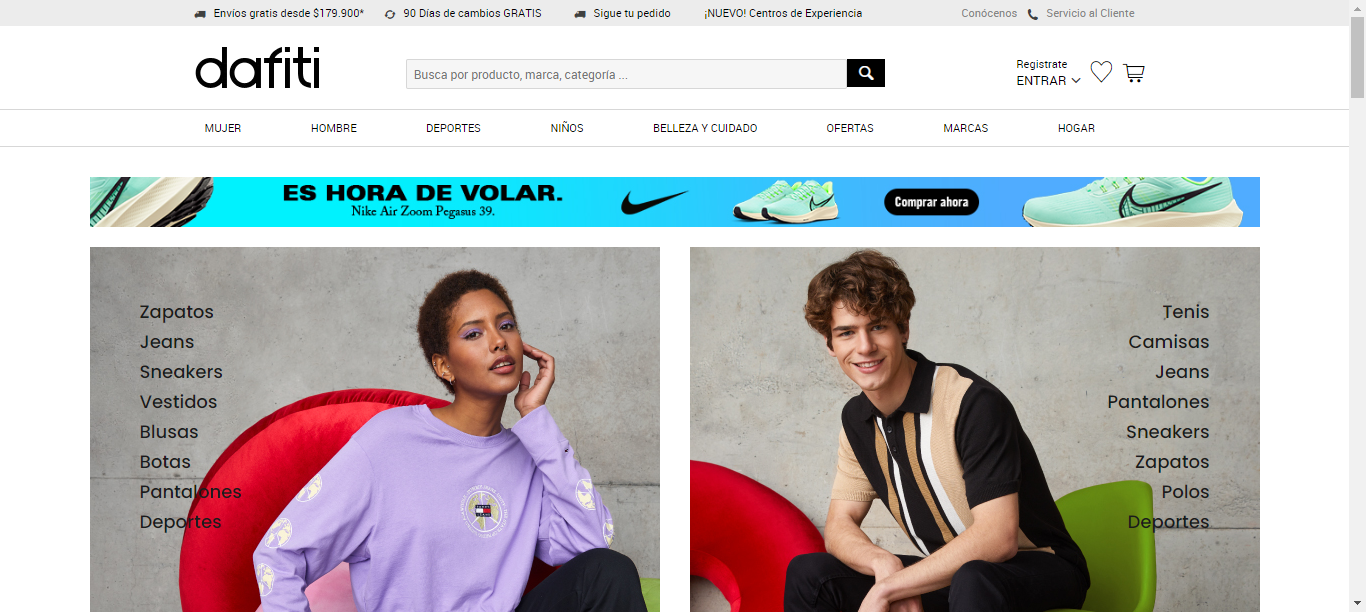 Envíos gratis desde $179.900*
90 Días de cambios GRATIS
Sigue tu pedido
¡NUEVO! Centros de Experiencia
Conócenos
Servicio al Cliente
dafiti
Busca por producto, marca, categoría ...
Registrate
ENTRAR
MUJER
HOMBRE
DEPORTES
NIÑOS
BELLEZA Y CUIDADO
OFERTAS
MARCAS
HOGAR
ES HORA DE VOLAR.
Nike Air Zoom Pegasus 39.
Comprar ahora
Zapatos
Jeans
Sneakers
Vestidos
Blusas
Botas
Pantalones
Deportes
Tenis
Camisas
Jeans
Pantalones
Sneakers
Zapatos
Polos
Deportes